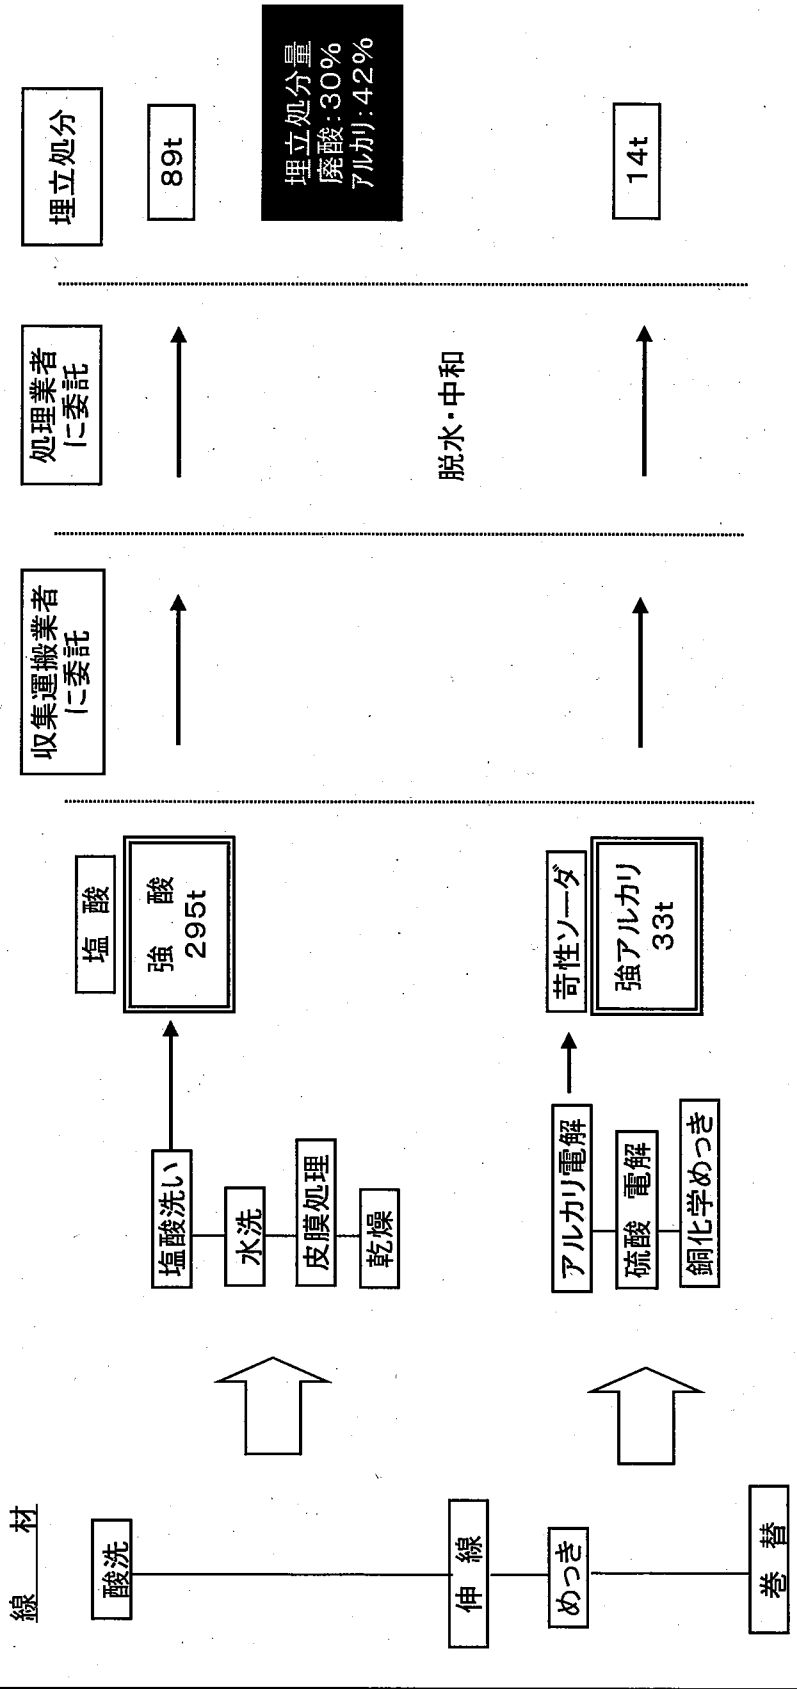 線　材
酸洗
伸　線
めっき
巻　替
塩酸洗い
水洗
皮膜処理
乾燥
アルカリ電解
硫酸　電解
銅化学めっき
塩　酸
強　酸
295t
苛性ソーダ
強アルカリ
33t
収集運搬業者
に委託
処理業者
に委託
脱水・中和
埋立処分
89t
埋立処分量
廃酸:30%
アルカリ:42%
14t